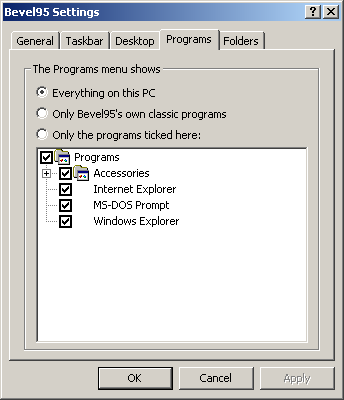 Bevel95 Settings
General Taskbar Desktop Programs Folders
The Programs menu shows
Everything on this PC
Only Bevel95's own classic programs
Only the programs ticked here:
Programs
Accessories
Internet Explorer
MS-DOS Prompt
Windows Explorer
OK Cancel Apply